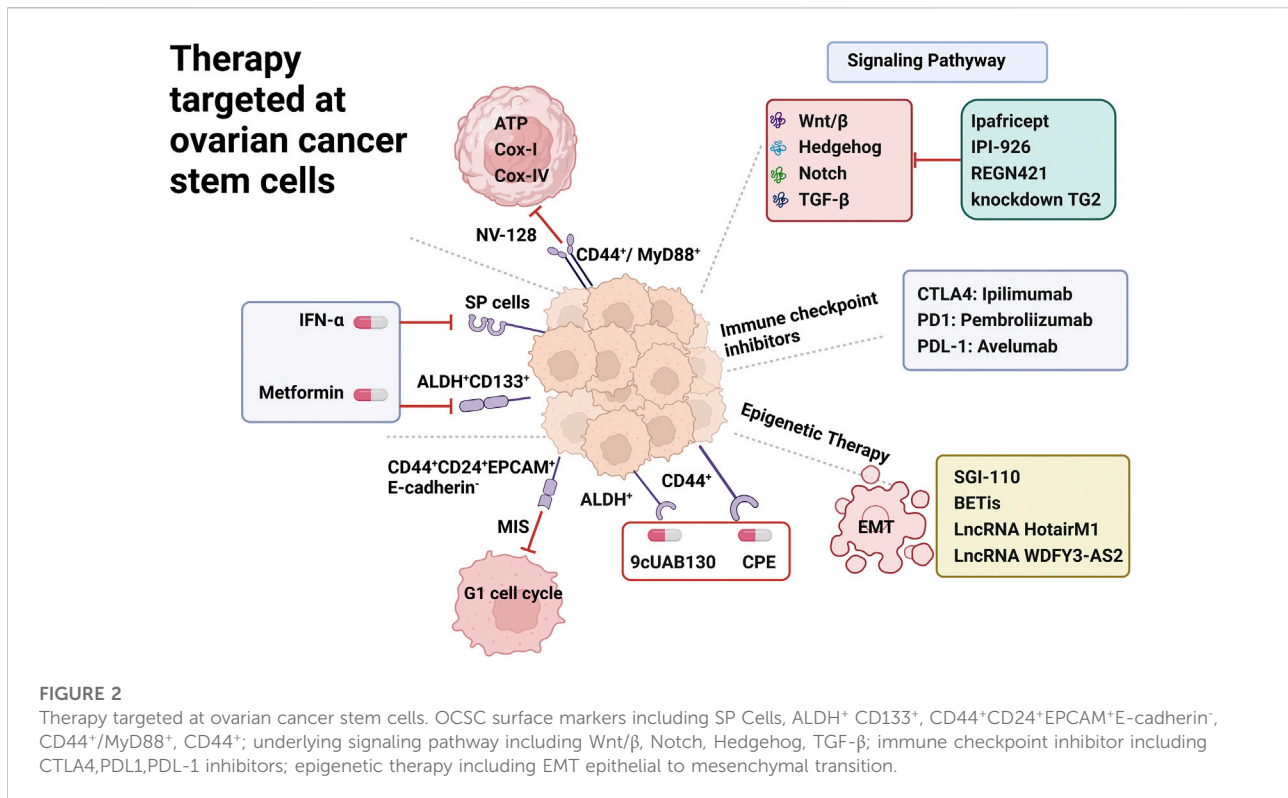 Therapy
targeted at
ovarian cancer
stem cells
ATP
Cox-I
Cox-IV
NV-128
CD44⁺/ MyD88⁺
Signaling Pathyway
Wnt/β
Hedgehog
Notch
TGF-β
Ipafricept
IPI-926
REGN421
knockdown TG2
IFN-α
SP cells
Metformin
ALDH⁺CD133⁺
Immune checkpoint
inhibitors
CTLA4: Ipilimumab
PD1: Pembroliizumab
PDL-1: Avelumab
CD44⁺CD24⁺EPCAM⁺
E-cadherin⁻
MIS
G1 cell cycle
ALDH⁺
CD44⁺
9cUAB130
CPE
Epigenetic Therapy
EMT
SGI-110
BETis
LncRNA HotairM1
LncRNA WDFY3-AS2
FIGURE 2
Therapy targeted at ovarian cancer stem cells. OCSC surface markers including SP Cells, ALDH⁺ CD133⁺, CD44⁺CD24⁺EPCAM⁺E-cadherin⁻,
CD44⁺/MyD88⁺, CD44⁺; underlying signaling pathway including Wnt/β, Notch, Hedgehog, TGF-β; immune checkpoint inhibitor including
CTLA4,PDL1,PDL-1 inhibitors; epigenetic therapy including EMT epithelial to mesenchymal transition.